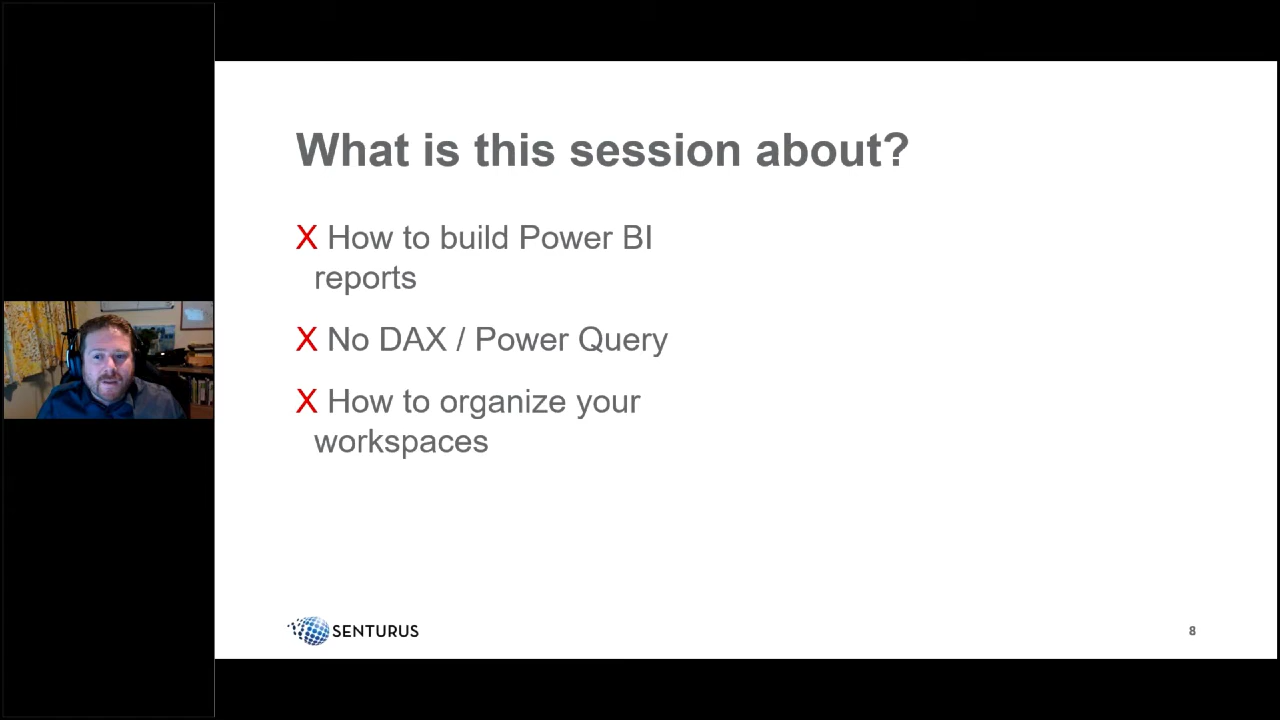 What is this session about?
X How to build Power BI
reports
X No DAX / Power Query
X How to organize your
workspaces
SENTURUS
8